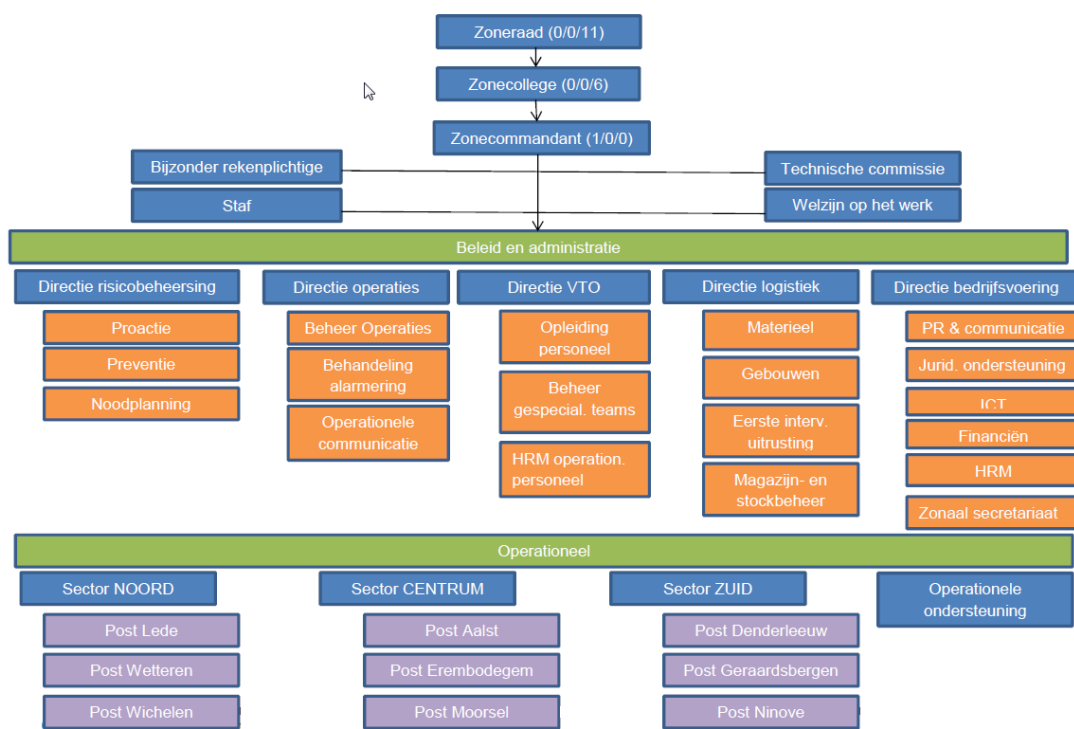 Zoneraad (0/0/11)
Zonecollege (0/0/6)
Zonecommandant (1/0/0)
Bijzonder rekenplichtige
Technische commissie
Staf
Welzijn op het werk
Beleid en administratie
Directie risicobeheersing
Directie operaties
Directie VTO
Directie logistiek
Directie bedrijfsvoering
Proactie
Preventie
Noodplanning
Beheer Operaties
Behandeling
alarmering
Operationele
communicatie
Opleiding
personeel
Beheer
gespecial. teams
HRM operation.
personeel
Materieel
Gebouwen
Eerste interv.
uitrusting
Magazijn- en
stockbeheer
PR & communicatie
Jurid. ondersteuning
ICT
Financiën
HRM
Zonaal secretariaat
Operationeel
Sector NOORD
Sector CENTRUM
Sector ZUID
Operationele
ondersteuning
Post Lede
Post Wetteren
Post Wichelen
Post Aalst
Post Erembodegem
Post Moorsel
Post Denderleeuw
Post Geraardsbergen
Post Ninove